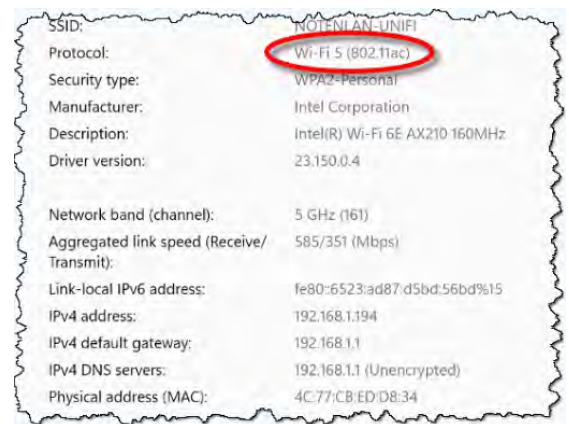 SSID: NOTENLAN-UNIFI
Protocol: Wi-Fi 5 (802.11ac)
Security type: WPA2-Personal
Manufacturer: Intel Corporation
Description: Intel(R) Wi-Fi 6E AX210 160MHz
Driver version: 23.150.0.4
Network band (channel): 5 GHz (161)
Aggregated link speed (Receive/ 585/351 (Mbps)
Transmit):
Link-local IPv6 address: fe80::6523:ad87:d5bd:56bd%15
IPv4 address: 192.168.1.194
IPv4 default gateway: 192.168.1.1
IPv4 DNS servers: 192.168.1.1 (Unencrypted)
Physical address (MAC): 4C:77:CB:ED:D8:34